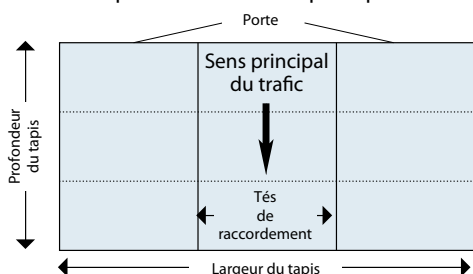 Porte
Sens principal
du trafic
Profondeur
du tapis
Tés
de
raccordement
Largeur du tapis